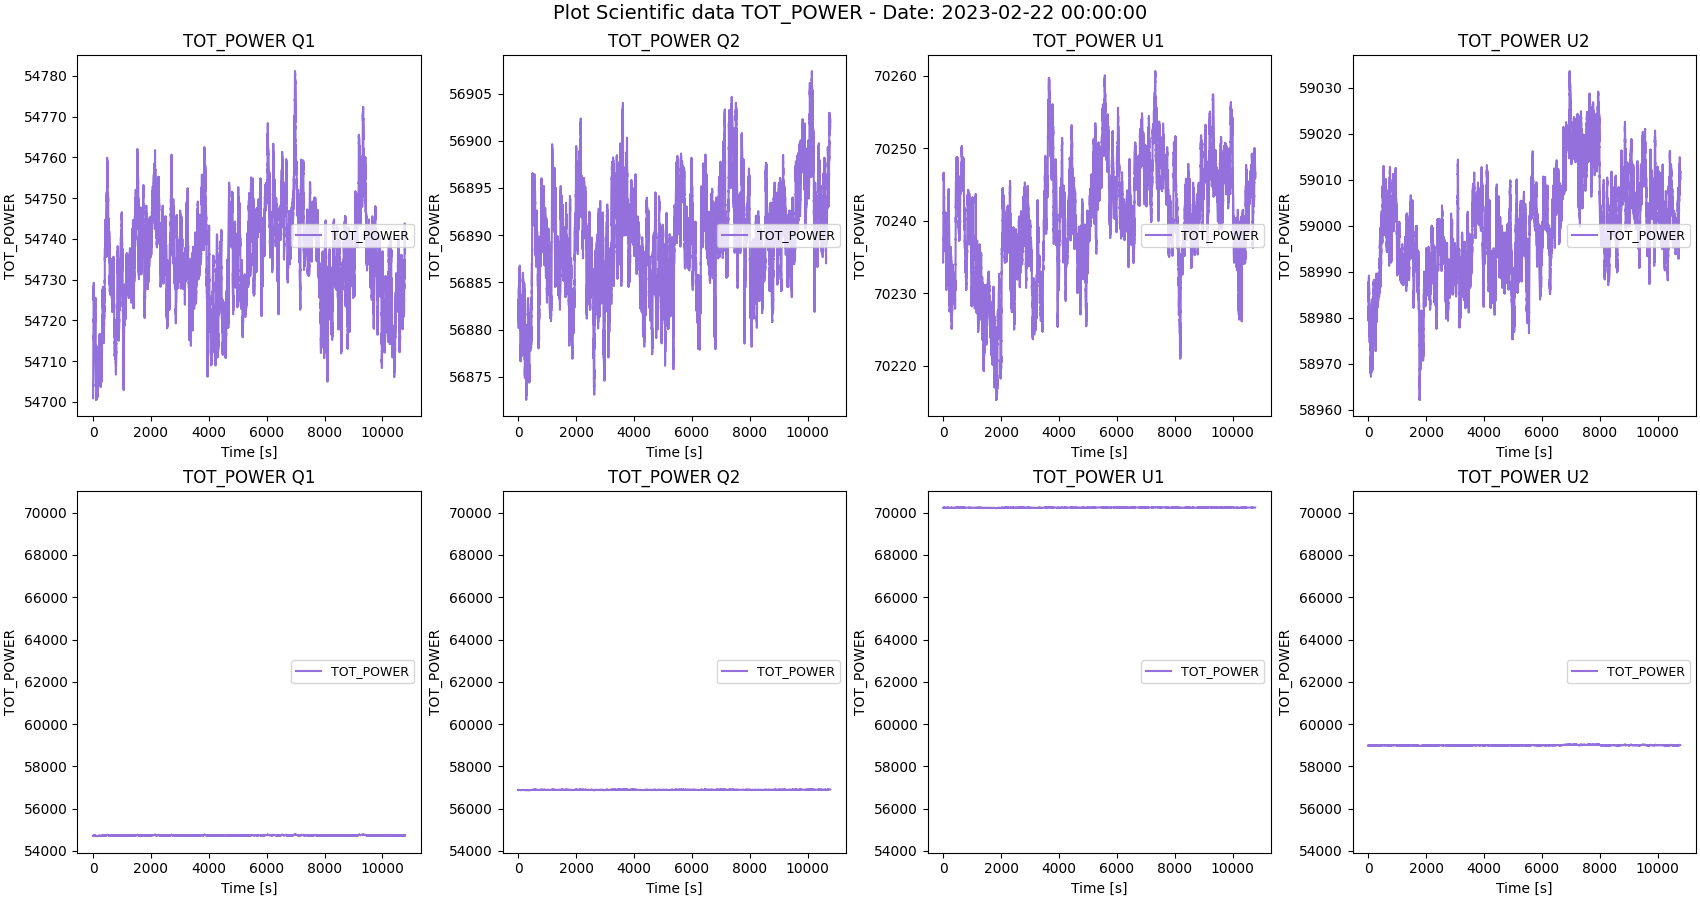 Plot Scientific data TOT_POWER - Date: 2023-02-22 00:00:00
TOT_POWER Q1
54780
54770
54760
54750
54740
54730
54720
54710
54700
TOT_POWER
TOT_POWER
0 2000 4000 6000 8000 10000
Time [s]
TOT_POWER Q2
56905
56900
56895
56890
56885
56880
56875
TOT_POWER
TOT_POWER
0 2000 4000 6000 8000 10000
Time [s]
TOT_POWER U1
70260
70250
70240
70230
70220
TOT_POWER
TOT_POWER
0 2000 4000 6000 8000 10000
Time [s]
TOT_POWER U2
59030
59020
59010
59000
58990
58980
58970
58960
TOT_POWER
TOT_POWER
0 2000 4000 6000 8000 10000
Time [s]
TOT_POWER Q1
70000
68000
66000
64000
62000
60000
58000
56000
54000
TOT_POWER
TOT_POWER
0 2000 4000 6000 8000 10000
Time [s]
TOT_POWER Q2
70000
68000
66000
64000
62000
60000
58000
56000
54000
TOT_POWER
TOT_POWER
0 2000 4000 6000 8000 10000
Time [s]
TOT_POWER U1
70000
68000
66000
64000
62000
60000
58000
56000
54000
TOT_POWER
TOT_POWER
0 2000 4000 6000 8000 10000
Time [s]
TOT_POWER U2
70000
68000
66000
64000
62000
60000
58000
56000
54000
TOT_POWER
TOT_POWER
0 2000 4000 6000 8000 10000
Time [s]